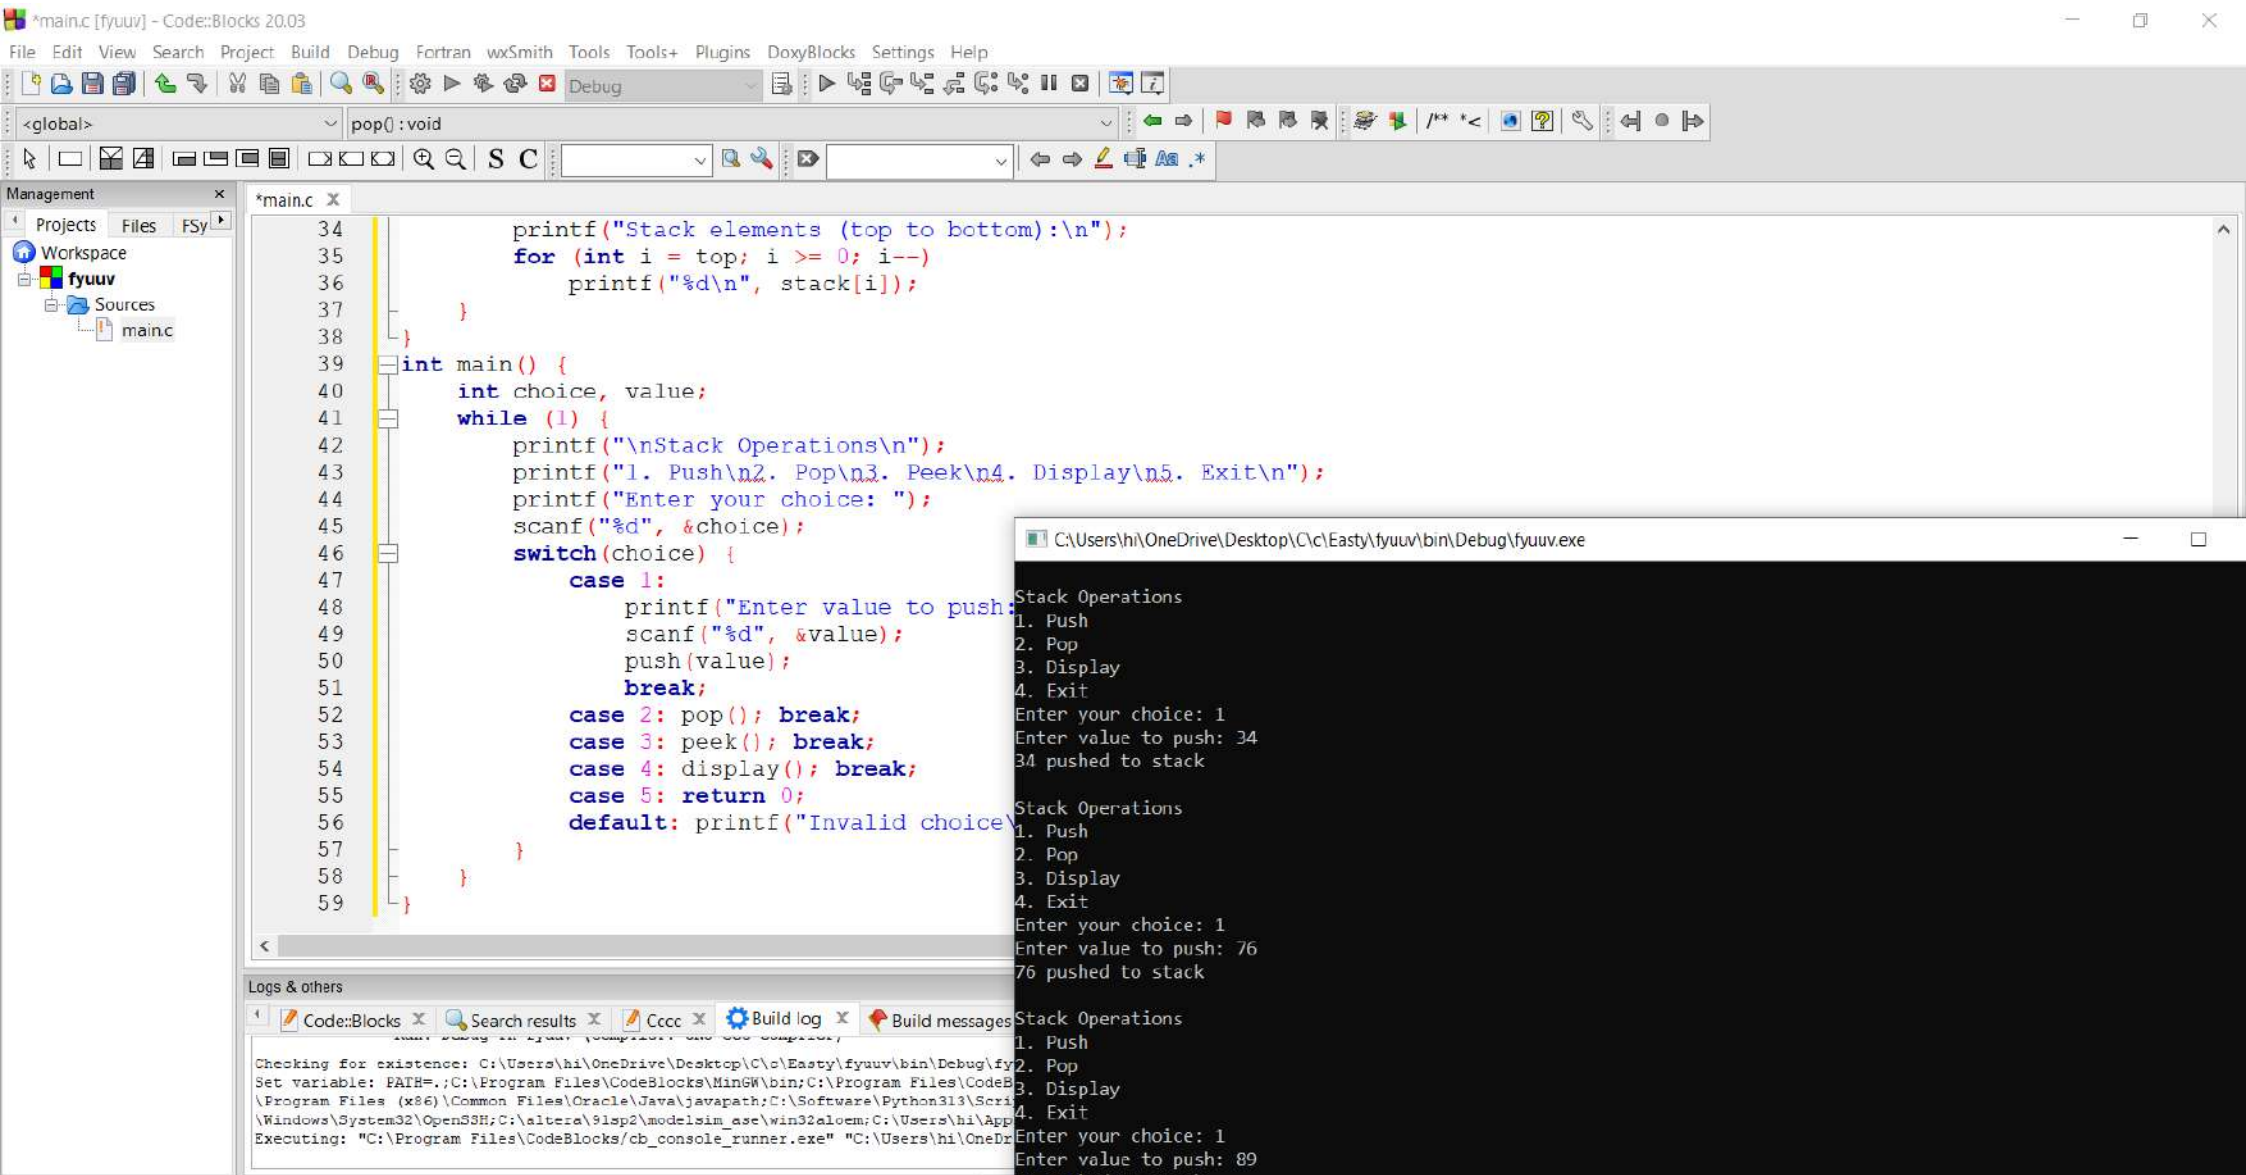 *main.c [fyuuv] - Code::Blocks 20.03
File Edit View Search Project Build Debug Fortran wxSmith Tools Tools+ Plugins DoxyBlocks Settings Help
Debug
<global> pop() : void
/** *<
S C
Aa .*
Management ×
Projects Files FSy
*main.c X
Workspace
fyuuv
Sources
main.c
34 printf("Stack elements (top to bottom):\n");
35 for (int i = top; i >= 0; i--)
36 printf("%d\n", stack[i]);
37 }
38 }
39 int main() {
40 int choice, value;
41 while (1) {
42 printf("\nStack Operations\n");
43 printf("1. Push\n2. Pop\n3. Peek\n4. Display\n5. Exit\n");
44 printf("Enter your choice: ");
45 scanf("%d", &choice);
46 switch(choice) {
47 case 1:
48 printf("Enter value to push:
49 scanf("%d", &value);
50 push(value);
51 break;
52 case 2: pop(); break;
53 case 3: peek(); break;
54 case 4: display(); break;
55 case 5: return 0;
56 default: printf("Invalid choice\
57 }
58 }
59 }
Logs & others
Code::Blocks X Search results X Cccc X Build log X Build messages
Checking for existence: C:\Users\hi\OneDrive\Desktop\C\c\Easty\fyuuv\bin\Debug\fy
Set variable: PATH=.;C:\Program Files\CodeBlocks\MinGW\bin;C:\Program Files\CodeB
\Program Files (x86)\Common Files\Oracle\Java\javapath;C:\Software\Python313\Scri
\Windows\System32\OpenSSH;C:\altera\91sp2\modelsim_ase\win32aloem;C:\Users\hi\App
Executing: "C:\Program Files\CodeBlocks/cb_console_runner.exe" "C:\Users\hi\OneDr
C:\Users\hi\OneDrive\Desktop\C\c\Easty\fyuuv\bin\Debug\fyuuv.exe
Stack Operations
1. Push
2. Pop
3. Display
4. Exit
Enter your choice: 1
Enter value to push: 34
34 pushed to stack
Stack Operations
1. Push
2. Pop
3. Display
4. Exit
Enter your choice: 1
Enter value to push: 76
76 pushed to stack
Stack Operations
1. Push
2. Pop
3. Display
4. Exit
Enter your choice: 1
Enter value to push: 89